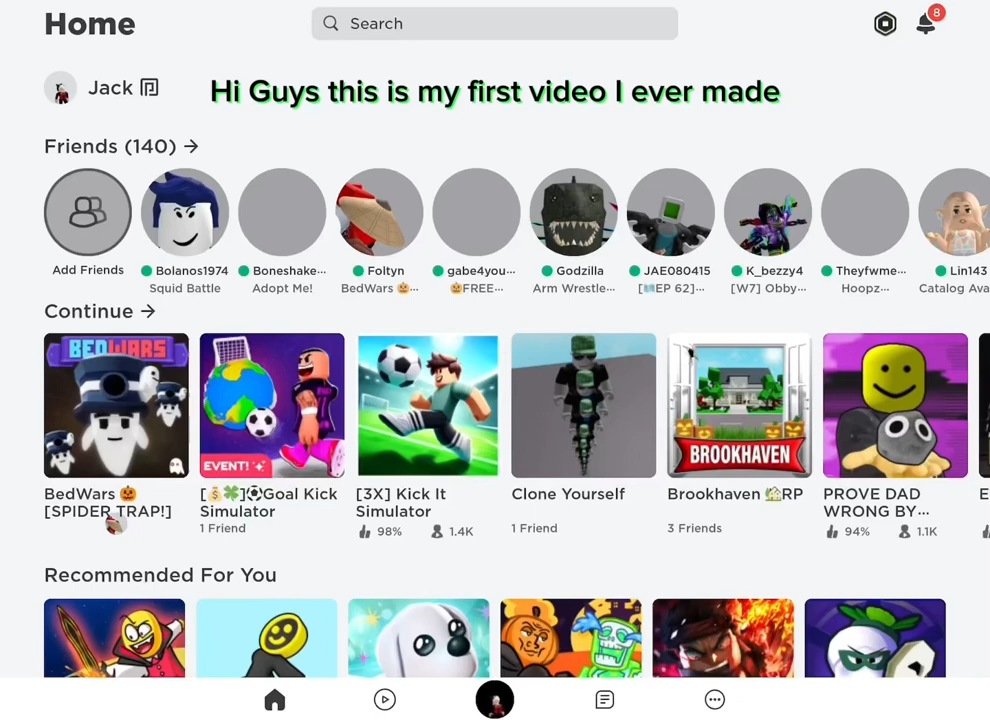 Home
Search
8
Jack
Hi Guys this is my first video I ever made
Friends (140) →
Add Friends
Bolanos1974
Squid Battle
Boneshake...
Adopt Me!
Foltyn
BedWars 🎃...
gabe4you...
🎃FREE...
Godzilla
Arm Wrestle...
JAE080415
[🗺️EP 62]...
K_bezzy4
[W7] Obby...
Theyfwme...
Hoopz...
Lin143
Catalog Ava
Continue →
BEDWARS
EVENT!
BROOKHAVEN
BedWars 🎃
[SPIDER TRAP!]
[💰🍀]⚽Goal Kick
Simulator
1 Friend
[3X] Kick It
Simulator
98% 1.4K
Clone Yourself
1 Friend
Brookhaven 🏡RP
3 Friends
PROVE DAD
WRONG BY...
94% 1.1K
E
Recommended For You